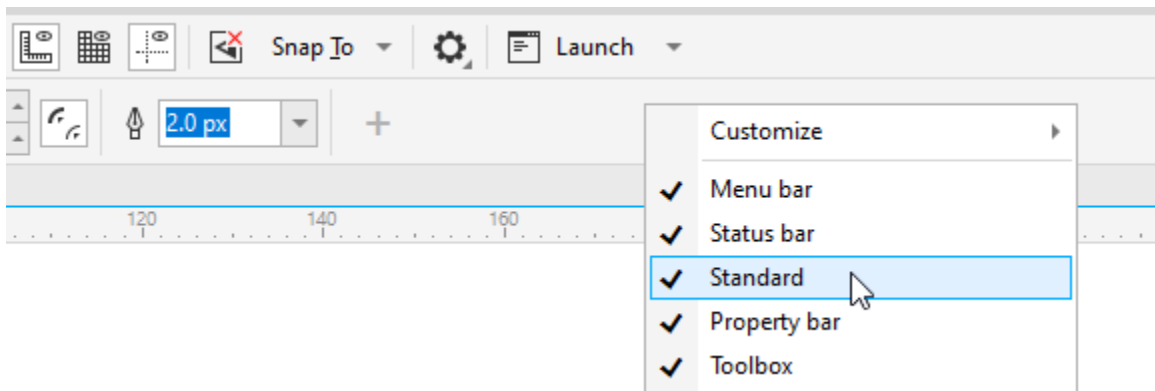 Snap To
Launch
2.0 px
Customize
Menu bar
120 140 160
Status bar
Standard
Property bar
Toolbox